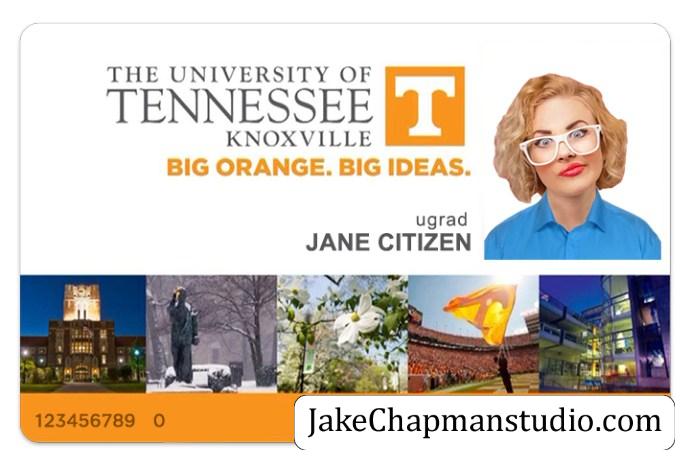 THE UNIVERSITY OF
TENNESSEE
KNOXVILLE
T
BIG ORANGE. BIG IDEAS.
ugrad
JANE CITIZEN
123456789 0
JakeChapmanstudio.com